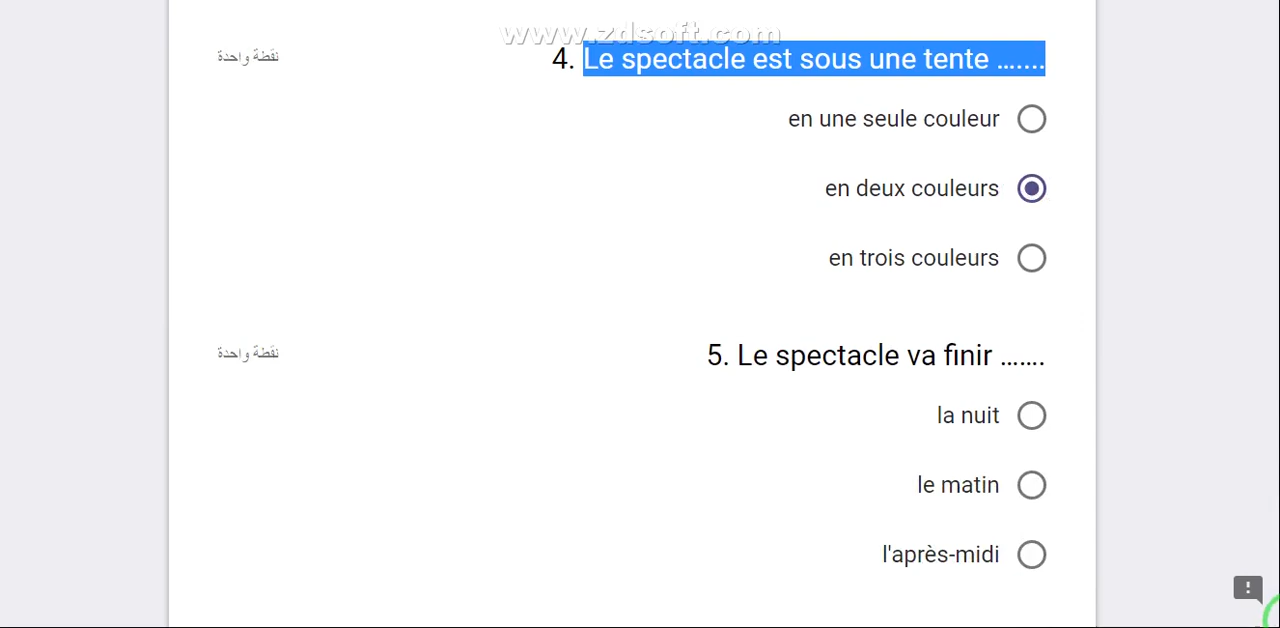 www.zdsoft.com
4. Le spectacle est sous une tente .......
نقطة واحدة
en une seule couleur
en deux couleurs
en trois couleurs
5. Le spectacle va finir .......
نقطة واحدة
la nuit
le matin
l'après-midi